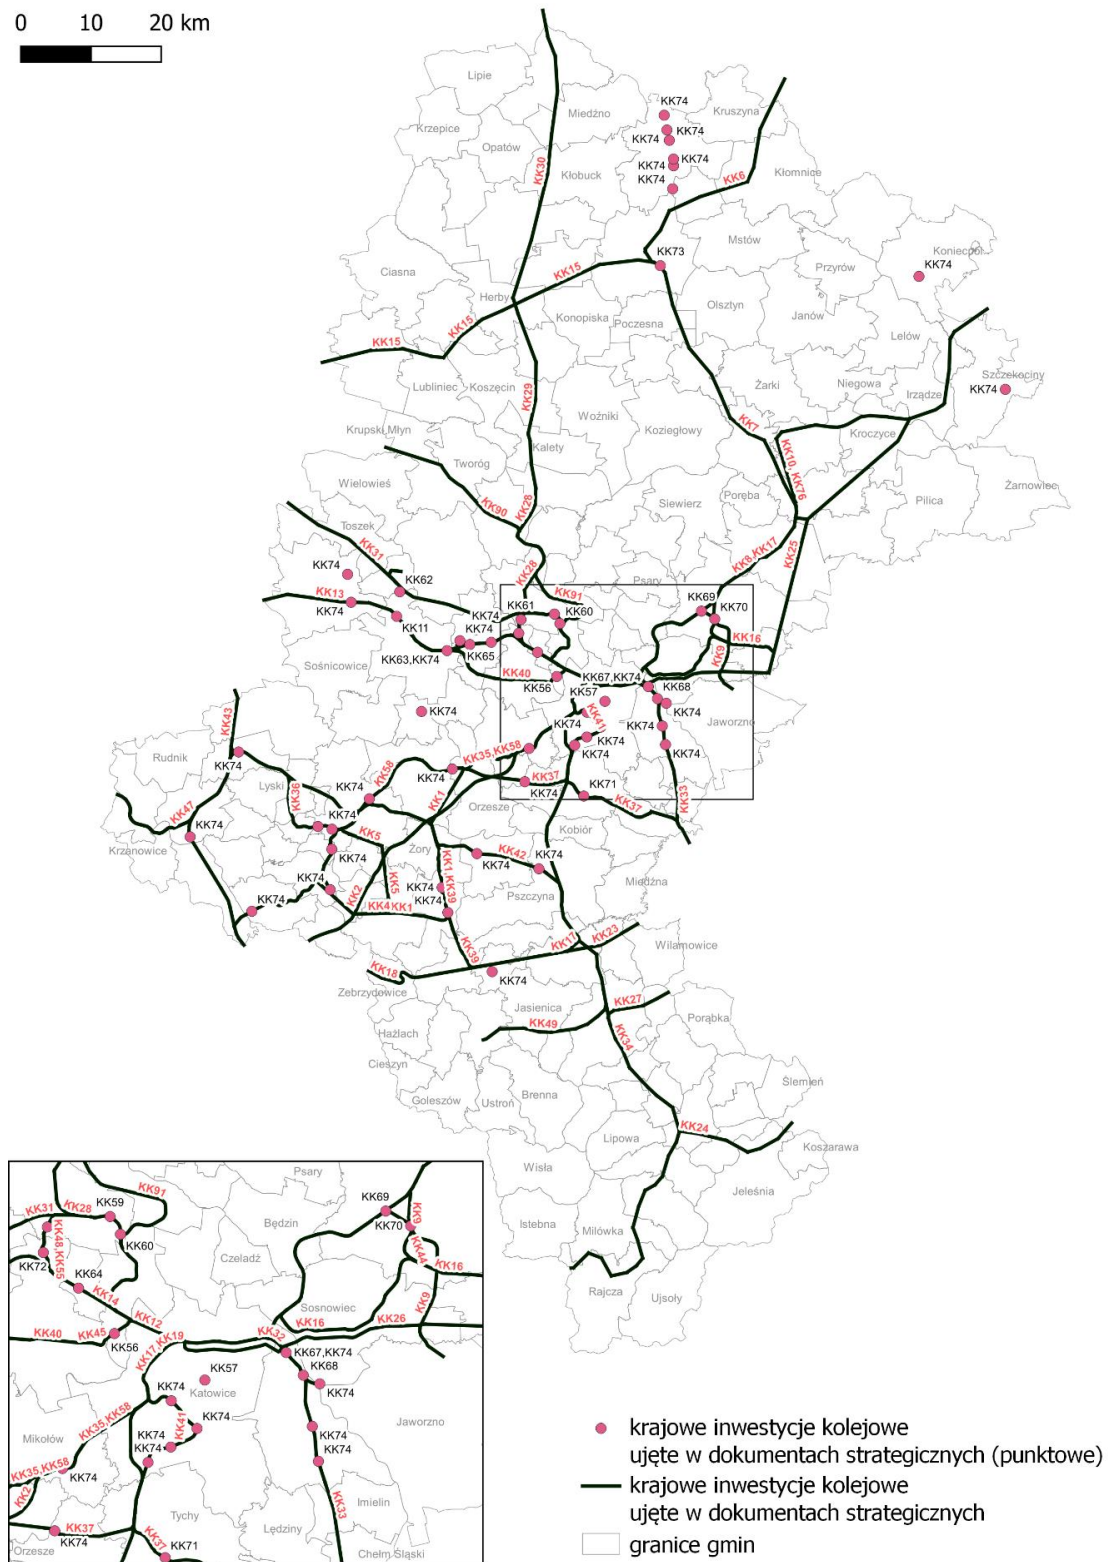 0 10 20 km
Lipie
Miedźno
KK74
Kruszyna
Krzepice
KK74
KK74
Opatów
KK74
KK74
KK30
Kłobuck
KK74
KK6
Kłomnice
Mstów
Koniecpol
KK73
Ciasna
KK15
Przyrów
KK74
Herby
Olsztyn
Janów
Konopiska
Poczesna
KK15
Lelów
KK15
Szczekociny
KK29
Lubliniec
Koszęcin
Żarki
Niegowa
KK74
Irządze
Woźniki
KK7
Krupski Młyn
Koziegłowy
Kroczyce
Kalety
Tworóg
KK10, KK76
Wielowieś
Poręba
Pilica
Żarnowiec
KK90
KK28
Siewierz
Toszek
KK31
KK8,KK17
KK25
KK74
KK28
Psary
KK62
KK91
KK13
KK69
KK74
KK74
KK61
KK60
KK70
KK11
KK74
KK16
KK63,KK74
KK65
KK9
Sośnicowice
KK40
KK67,KK74
KK56
KK57
KK68
KK74
KK74
KK43
KK74
KK41
Jaworzno
KK74
KK74
KK35,KK58
KK74
KK74
Rudnik
KK74
KK58
KK74
Lyski
KK74
KK37
KK71
KK36
KK1
KK74
KK37
KK33
KK47
Orzesze
KK74
KK74
Kobiór
Krzanowice
KK5
Żory
KK42
KK74
KK74
KK74
KK1,KK39
Miedźna
KK74
KK5
KK74
KK2
Pszczyna
KK74
KK4
KK1
KK74
KK39
KK17
KK23
Wilamowice
KK18
KK74
Zebrzydowice
Jasienica
KK27
KK49
Porąbka
Hażlach
KK34
Cieszyn
Ślemień
Goleszów
Ustroń
Brenna
KK24
Lipowa
Koszarawa
Wisła
Jeleśnia
Istebna
Milówka
Rajcza
Ujsoły
Psary
KK91
KK69
KK31
KK28
KK59
Będzin
KK70
KK9
KK60
KK48,KK55
Czeladź
KK44
KK72
KK16
KK64
KK14
Sosnowiec
KK9
KK12
KK16
KK26
KK40
KK45
KK32
KK56
KK17,KK19
KK67,KK74
KK57
KK68
KK74
Katowice
KK74
KK35,KK58
KK41
KK74
Jaworzno
Mikołów
KK74
KK74
KK74
KK74
KK35,KK58
KK74
KK2
Imielin
KK33
Tychy
KK37
Lędziny
KK74
KK37
KK71
Orzesze
Chełm Śląski
krajowe inwestycje kolejowe
ujęte w dokumentach strategicznych (punktowe)
krajowe inwestycje kolejowe
ujęte w dokumentach strategicznych
granice gmin